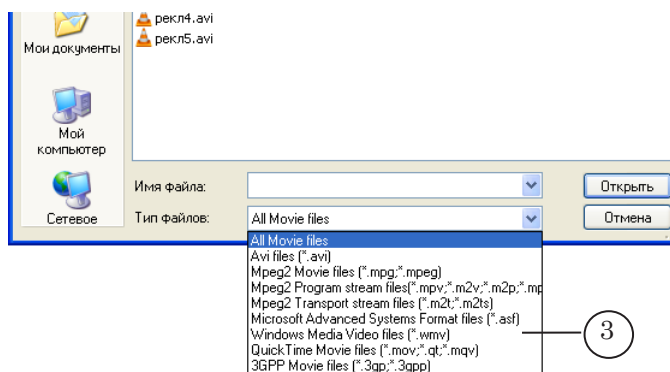 рекл4.avi
рекл5.avi
Мои документы
Мой
компьютер
Сетевое
Имя файла:
Открыть
Тип файлов:
All Movie files
Отмена
All Movie files
Avi files (*.avi)
Mpeg2 Movie files (*.mpg;*.mpeg)
Mpeg2 Program stream files(*.mpv;*.m2v;*.m2p;*.mp
Mpeg2 Transport stream files (*.m2t;*.m2ts)
Microsoft Advanced Systems Format files (*.asf)
Windows Media Video files (*.wmv)
QuickTime Movie files (*.mov;*.qt;*.mqv)
3GPP Movie files (*.3gp;*.3gpp)
3